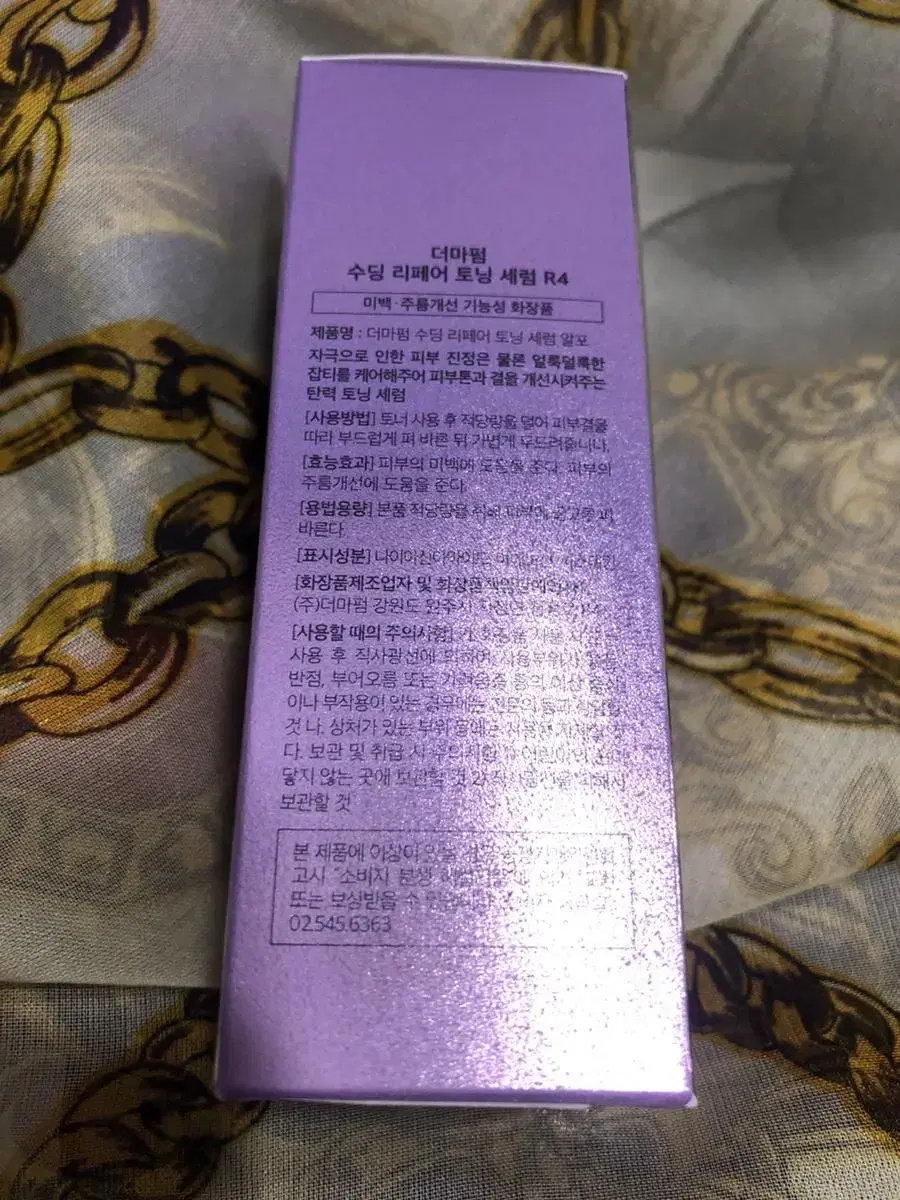 더마펌
수딩 리페어 토닝 세럼 R4
미백·주름개선 기능성 화장품
제품명 : 더마펌 수딩 리페어 토닝 세럼 알포
자극으로 인한 피부 진정은 물론 얼룩덜룩한
잡티를 케어해주어 피부톤과 결을 개선시켜주는
탄력 토닝 세럼
[사용방법] 토너 사용 후 적당량을 덜어 피부결을
따라 부드럽게 펴 바른 뒤 가볍게 두드려줍니다.
[효능효과] 피부의 미백에 도움을 준다. 피부의
주름개선에 도움을 준다.
[용법용량] 본품 적당량을 취해 피부에 골고루 펴
바른다.
[표시성분] 나이아신아마이드
[화장품제조업자 및 화장품책임판매업자]
(주)더마펌 강원도 원주시 지정면
[사용할 때의 주의사항] 화장품 사용 시
사용 후 직사광선에 의하여 사용부위가
반점, 부어오름 또는 가려움증 등의 이상 증상
이나 부작용이 있는 경우에는 전문의 등과 상담할
것 나. 상처가 있는 부위 등에는 사용을 자제할 것
다. 보관 및 취급 시 주의사항 어린이의 손이
닿지 않는 곳에 보관할 것 직사광선을 피해서
보관할 것
본 제품에 이상이 있을
고시 "소비자 분쟁
또는 보상받을 수
02.545.6363